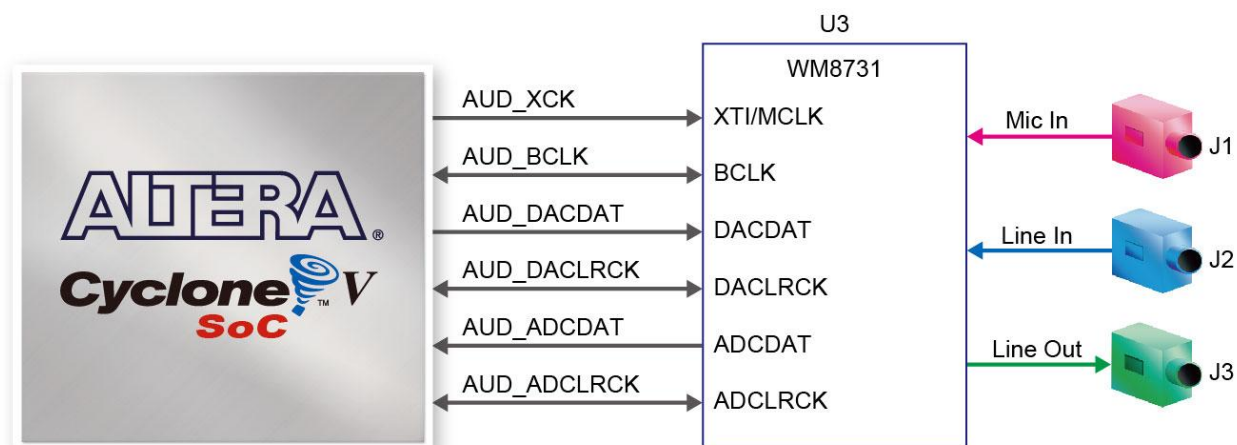 U3
WM8731
AUD_XCK
XTI/MCLK
AUD_BCLK
BCLK
AUD_DACDAT
DACDAT
AUD_DACLRCK
DACLRCK
AUD_ADCDAT
ADCDAT
AUD_ADCLRCK
ADCLRCK
ALTERA®
Cyclone™ V
SoC
Mic In
J1
Line In
J2
Line Out
J3